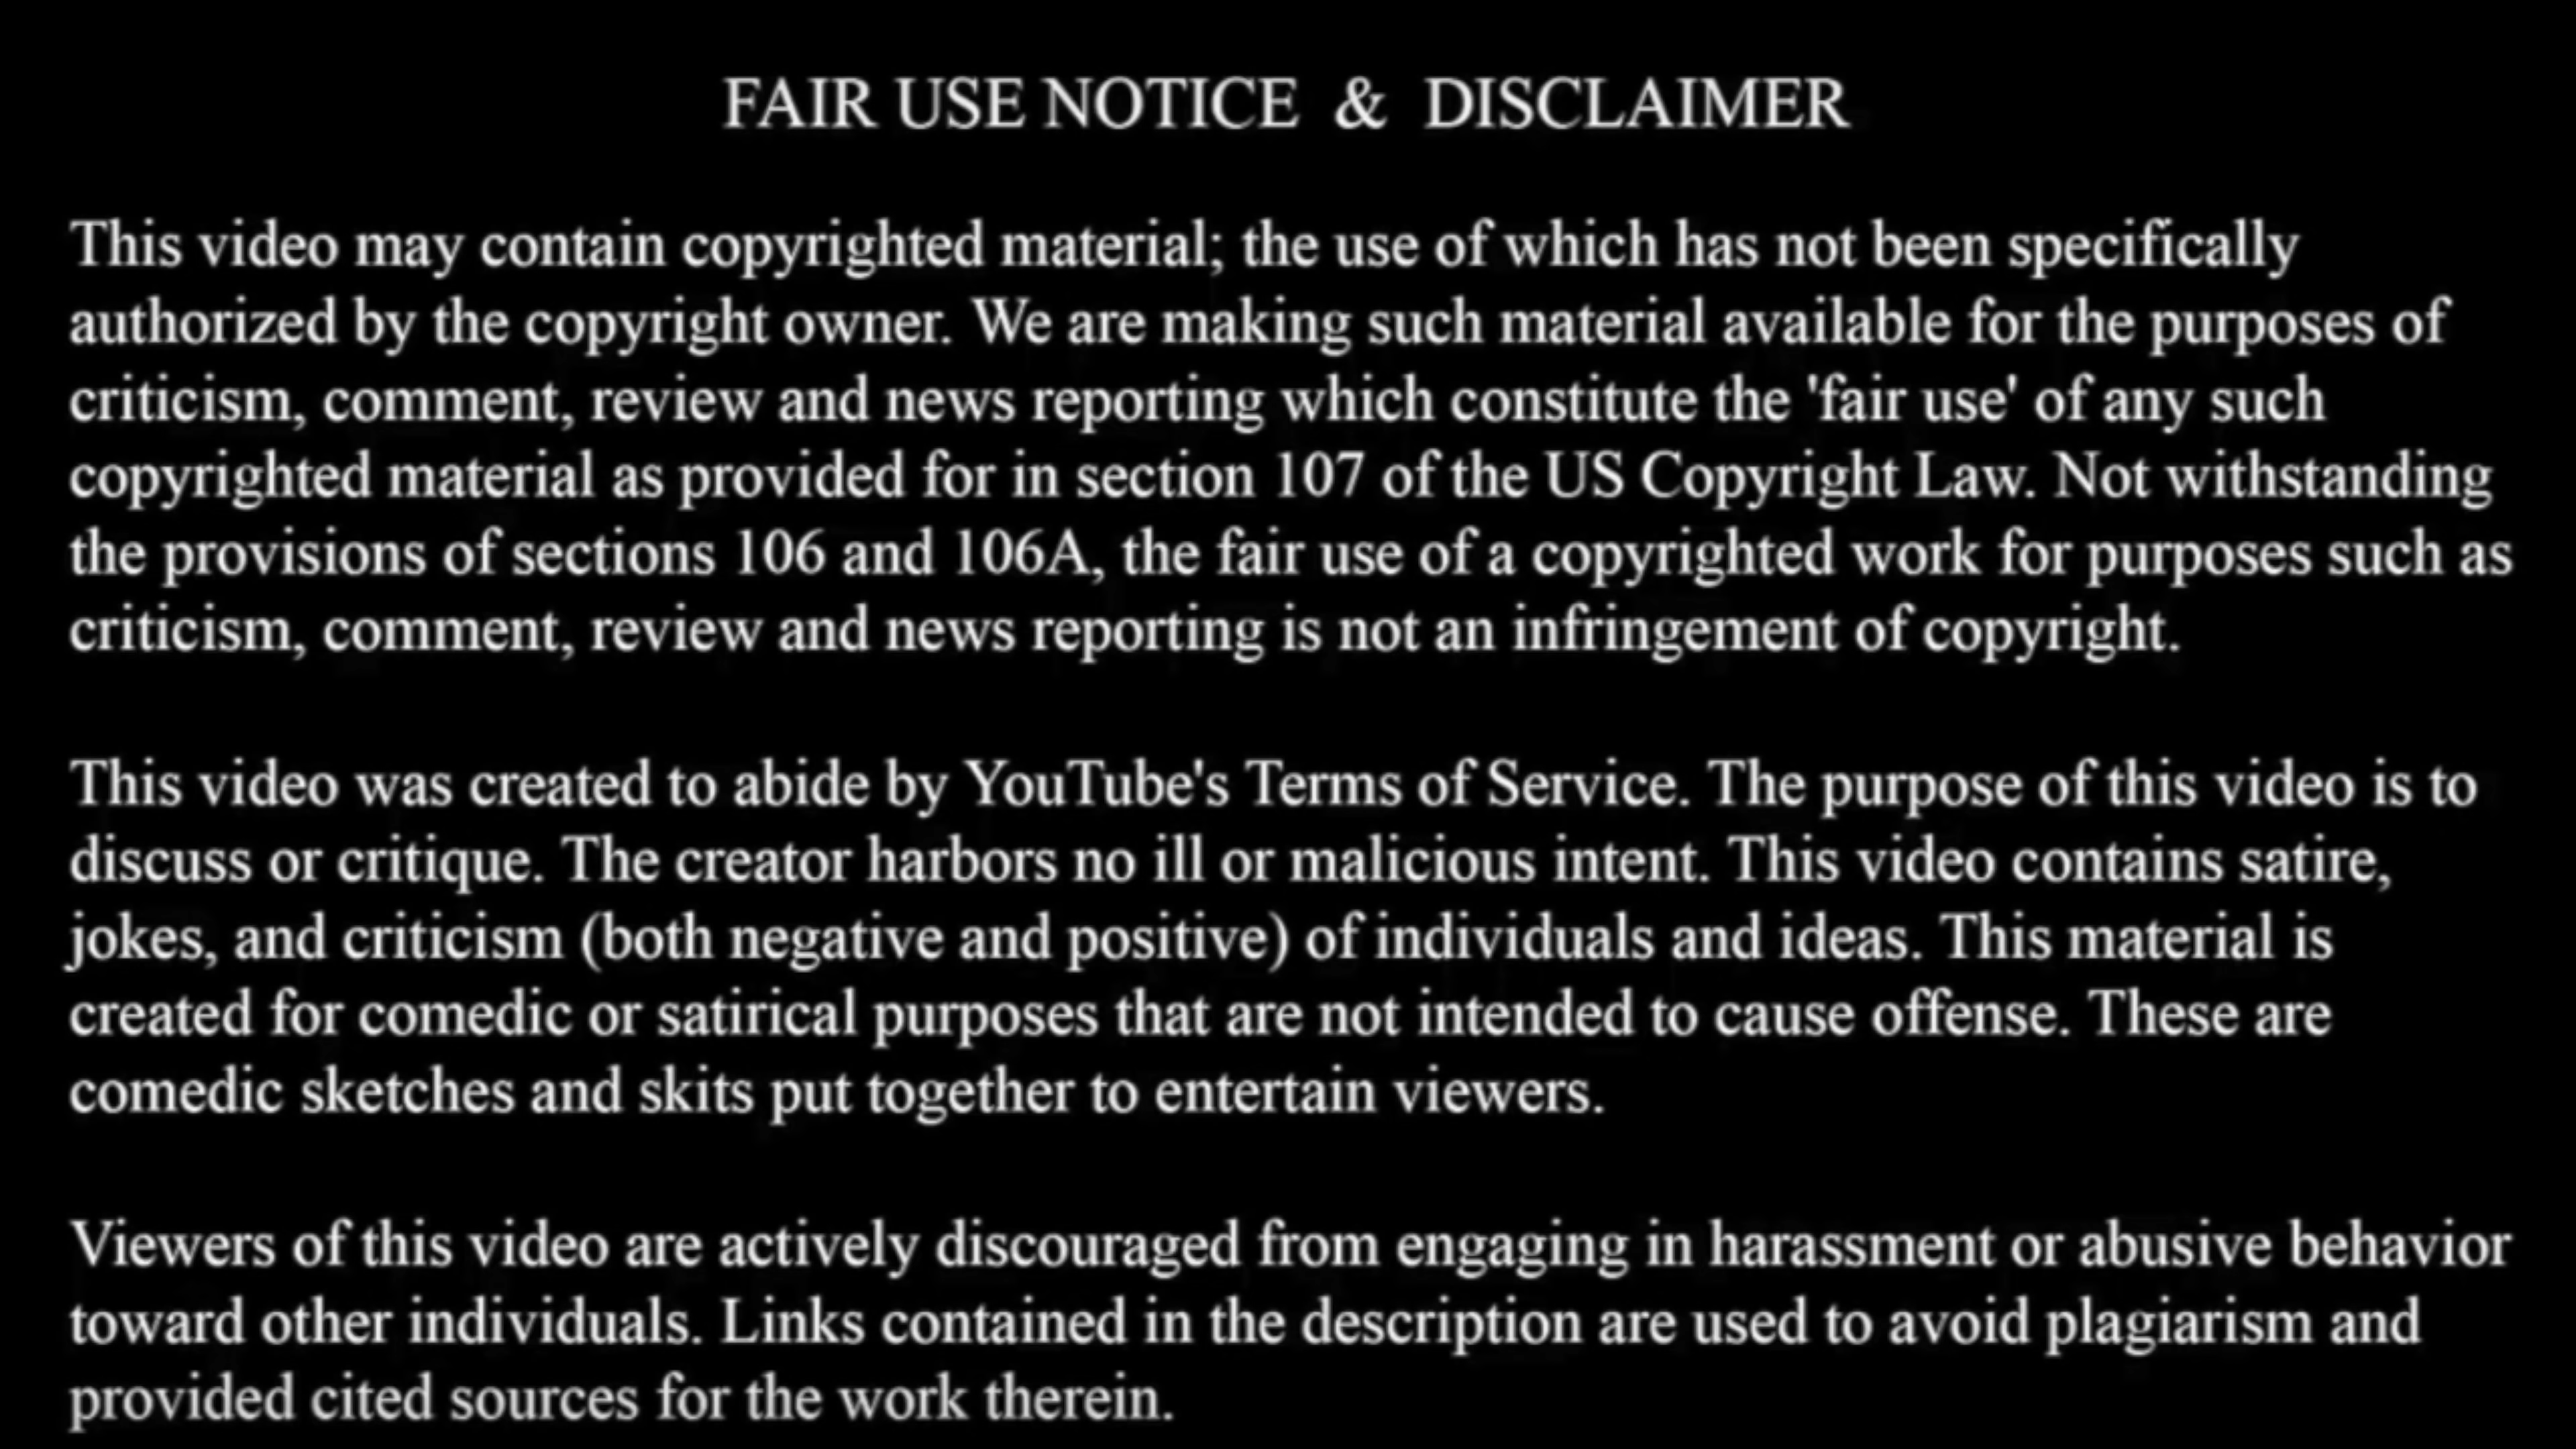 FAIR USE NOTICE & DISCLAIMER
This video may contain copyrighted material; the use of which has not been specifically
authorized by the copyright owner. We are making such material available for the purposes of
criticism, comment, review and news reporting which constitute the 'fair use' of any such
copyrighted material as provided for in section 107 of the US Copyright Law. Not withstanding
the provisions of sections 106 and 106A, the fair use of a copyrighted work for purposes such as
criticism, comment, review and news reporting is not an infringement of copyright.
This video was created to abide by YouTube's Terms of Service. The purpose of this video is to
discuss or critique. The creator harbors no ill or malicious intent. This video contains satire,
jokes, and criticism (both negative and positive) of individuals and ideas. This material is
created for comedic or satirical purposes that are not intended to cause offense. These are
comedic sketches and skits put together to entertain viewers.
Viewers of this video are actively discouraged from engaging in harassment or abusive behavior
toward other individuals. Links contained in the description are used to avoid plagiarism and
provided cited sources for the work therein.